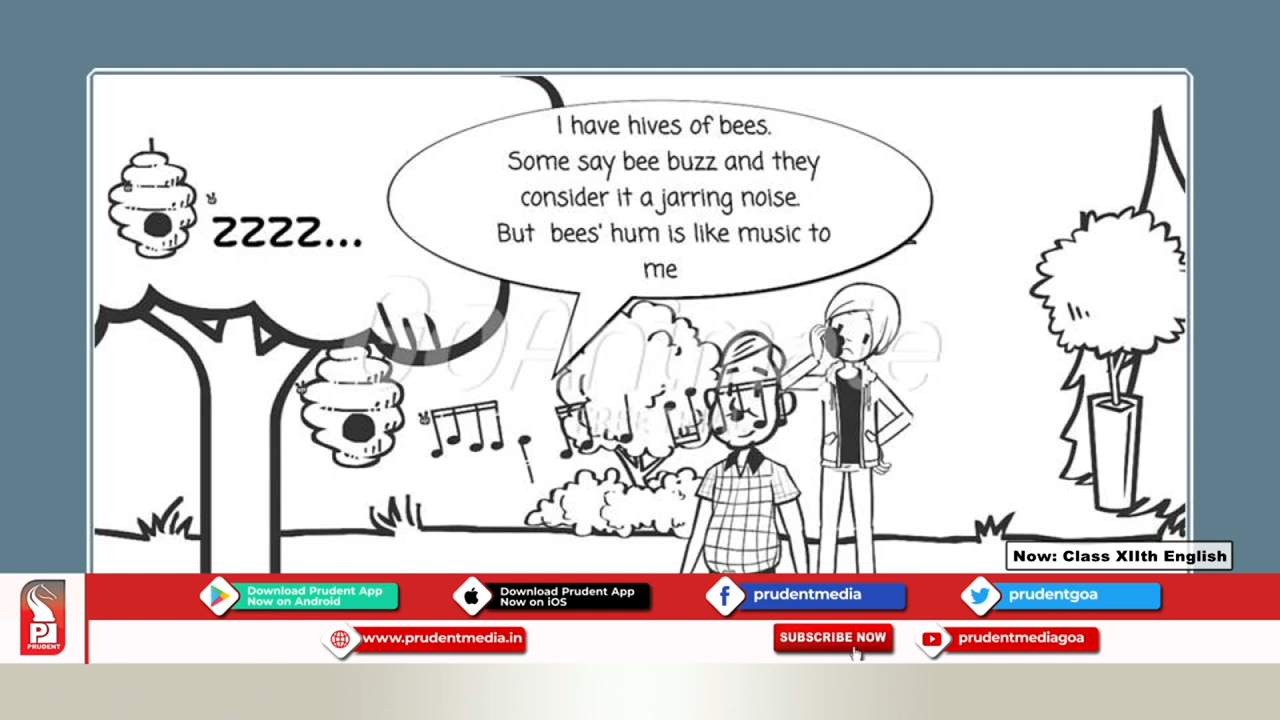 I have hives of bees.
Some say bee buzz and they
consider it a jarring noise.
But bees' hum is like music to
me
ZZZZ...
Now: Class XIIth English
Download Prudent App
Now on Android
Download Prudent App
Now on iOS
prudentmedia
prudentgoa
PRUDENT
www.prudentmedia.in
SUBSCRIBE NOW
prudentmediagoa